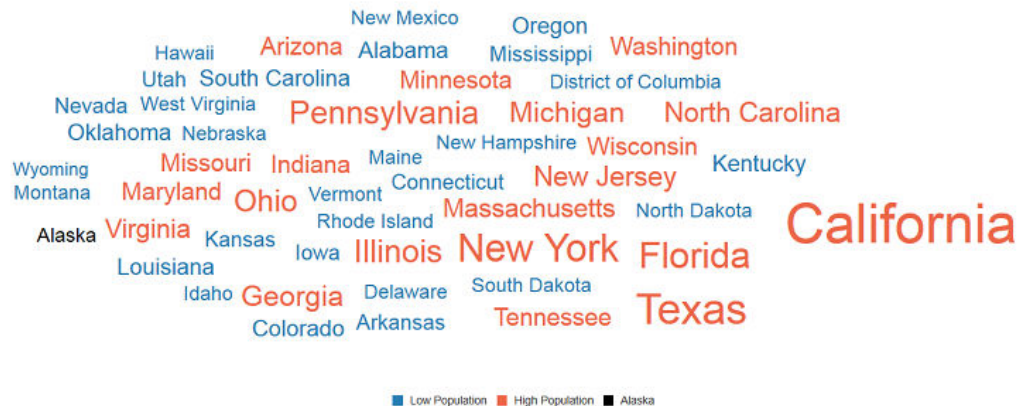 New Mexico
Oregon
Hawaii Arizona Alabama Mississippi Washington
Utah South Carolina Minnesota District of Columbia
Nevada West Virginia Pennsylvania Michigan North Carolina
Oklahoma Nebraska New Hampshire Wisconsin
Wyoming Missouri Indiana Maine Kentucky
Montana Maryland Ohio Vermont Connecticut New Jersey
Rhode Island Massachusetts North Dakota California
Alaska Virginia Kansas Iowa Illinois New York Florida
Louisiana
Idaho Georgia Delaware South Dakota
Colorado Arkansas Tennessee Texas
Low Population High Population Alaska